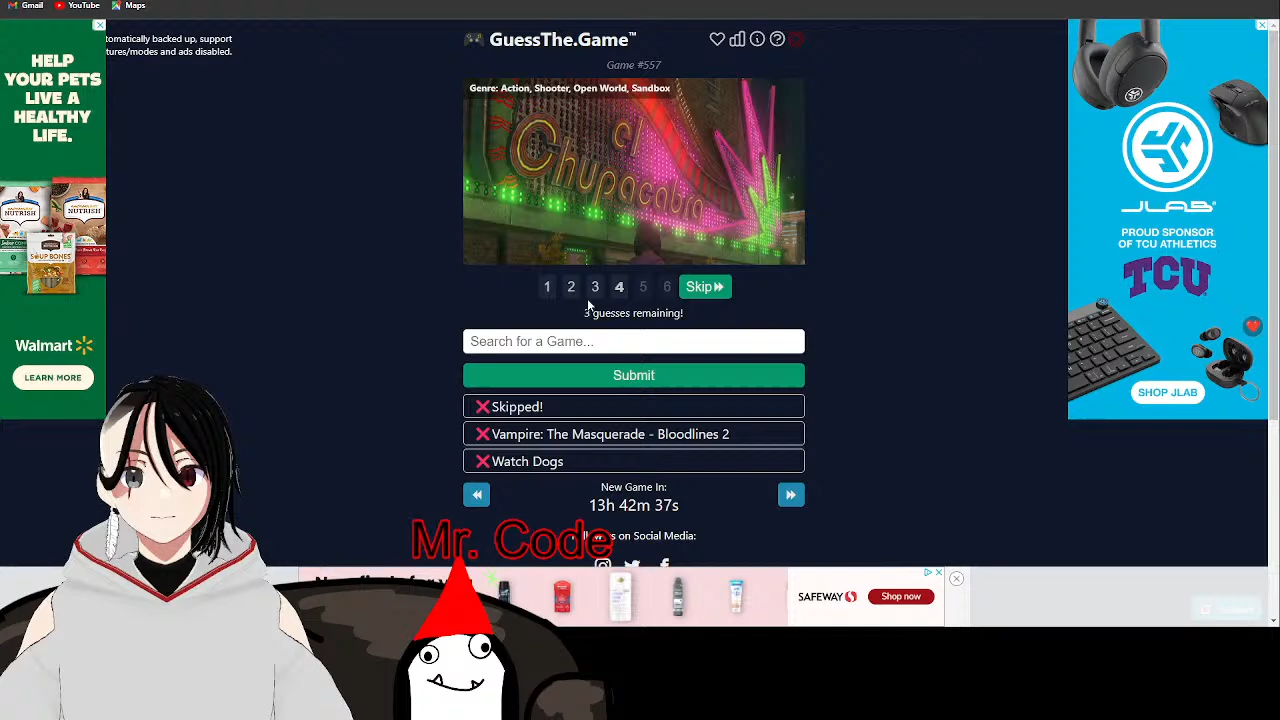 Gmail
YouTube
Maps
tomatically backed up, support
tures/modes and ads disabled.
HELP
YOUR PETS
LIVE A
HEALTHY
LIFE.
NUTRISH
NUTRISH
SOUP BONES
Walmart
LEARN MORE
GuessThe.Game™
Game #557
Genre: Action, Shooter, Open World, Sandbox
el
Chupacabra
1
2
3
4
5
6
Skip
3 guesses remaining!
Search for a Game...
Submit
Skipped!
Vampire: The Masquerade - Bloodlines 2
Watch Dogs
New Game In:
13h 42m 37s
us on Social Media:
Mr. Code
SAFEWAY
Shop now
JLAB
PROUD SPONSOR
OF TCU ATHLETICS
TCU
SHOP JLAB